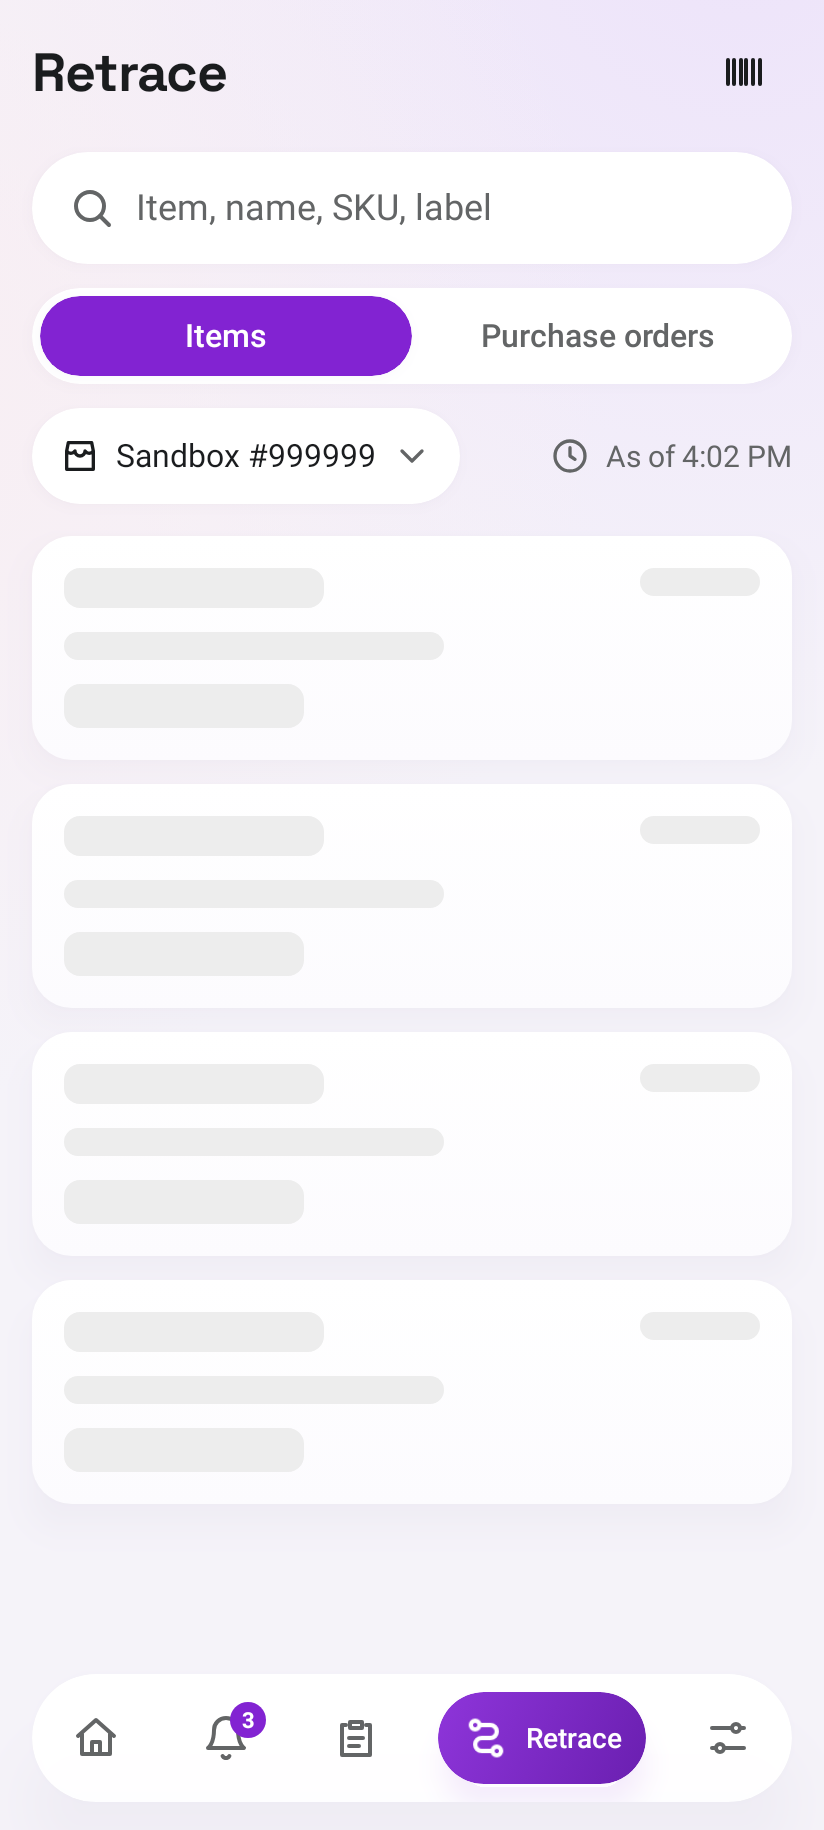 Retrace
Item, name, SKU, label
Items
Purchase orders
Sandbox #999999
As of 4:02 PM
3
Retrace